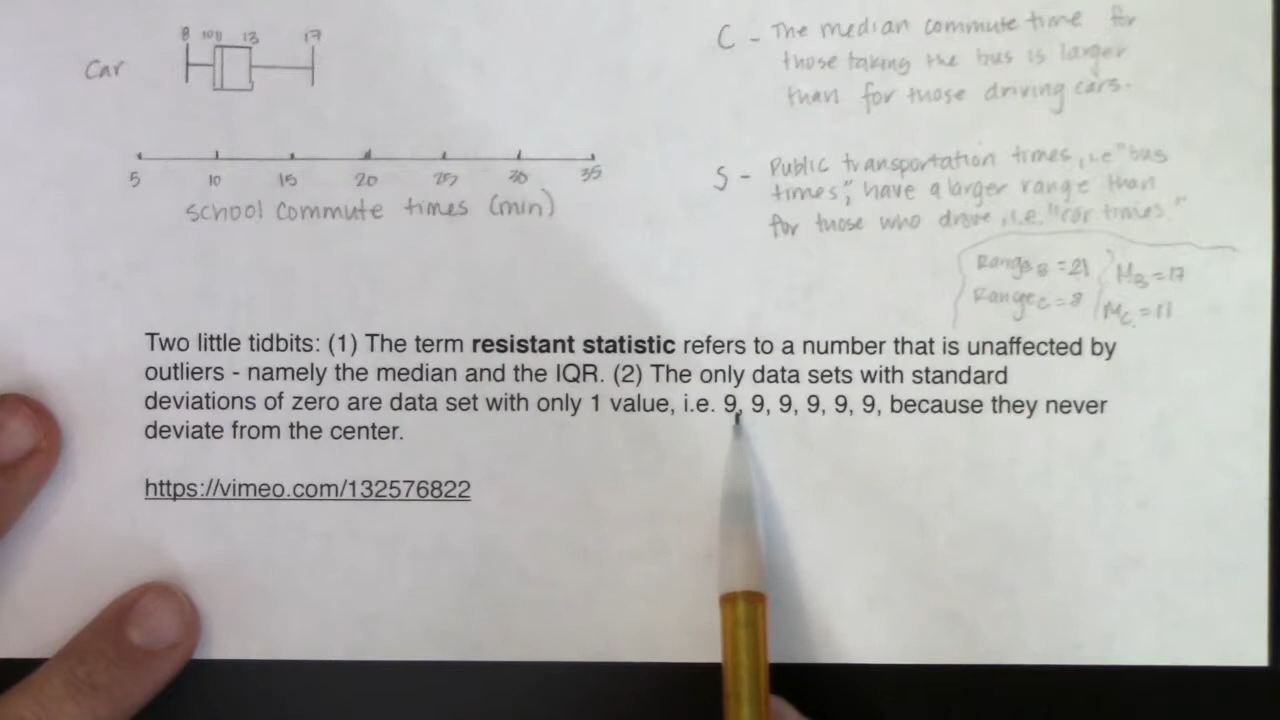 8 10 11 13 17
Car
5 10 15 20 25 30 35
school commute times (min)
C - The median commute time for
those taking the bus is larger
than for those driving cars.
S - Public transportation times, i.e "bus
times", have a larger range than
for those who drove, i.e. "car times"
Range B = 21
Range C = 9
M B = 17
M C = 11
Two little tidbits: (1) The term resistant statistic refers to a number that is unaffected by
outliers - namely the median and the IQR. (2) The only data sets with standard
deviations of zero are data set with only 1 value, i.e. 9, 9, 9, 9, 9, 9, because they never
deviate from the center.
https://vimeo.com/132576822